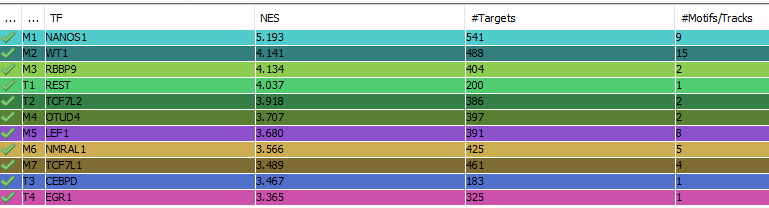 ... ... TF NES #Targets #Motifs/Tracks
M1 NANOS1 5.193 541 9
M2 WT1 4.141 488 15
M3 RBBP9 4.134 404 2
T1 REST 4.037 200 1
T2 TCF7L2 3.918 386 2
M4 OTUD4 3.707 397 2
M5 LEF1 3.680 391 8
M6 NMRAL1 3.566 425 5
M7 TCF7L1 3.489 461 4
T3 CEBPD 3.467 183 1
T4 EGR1 3.365 325 1